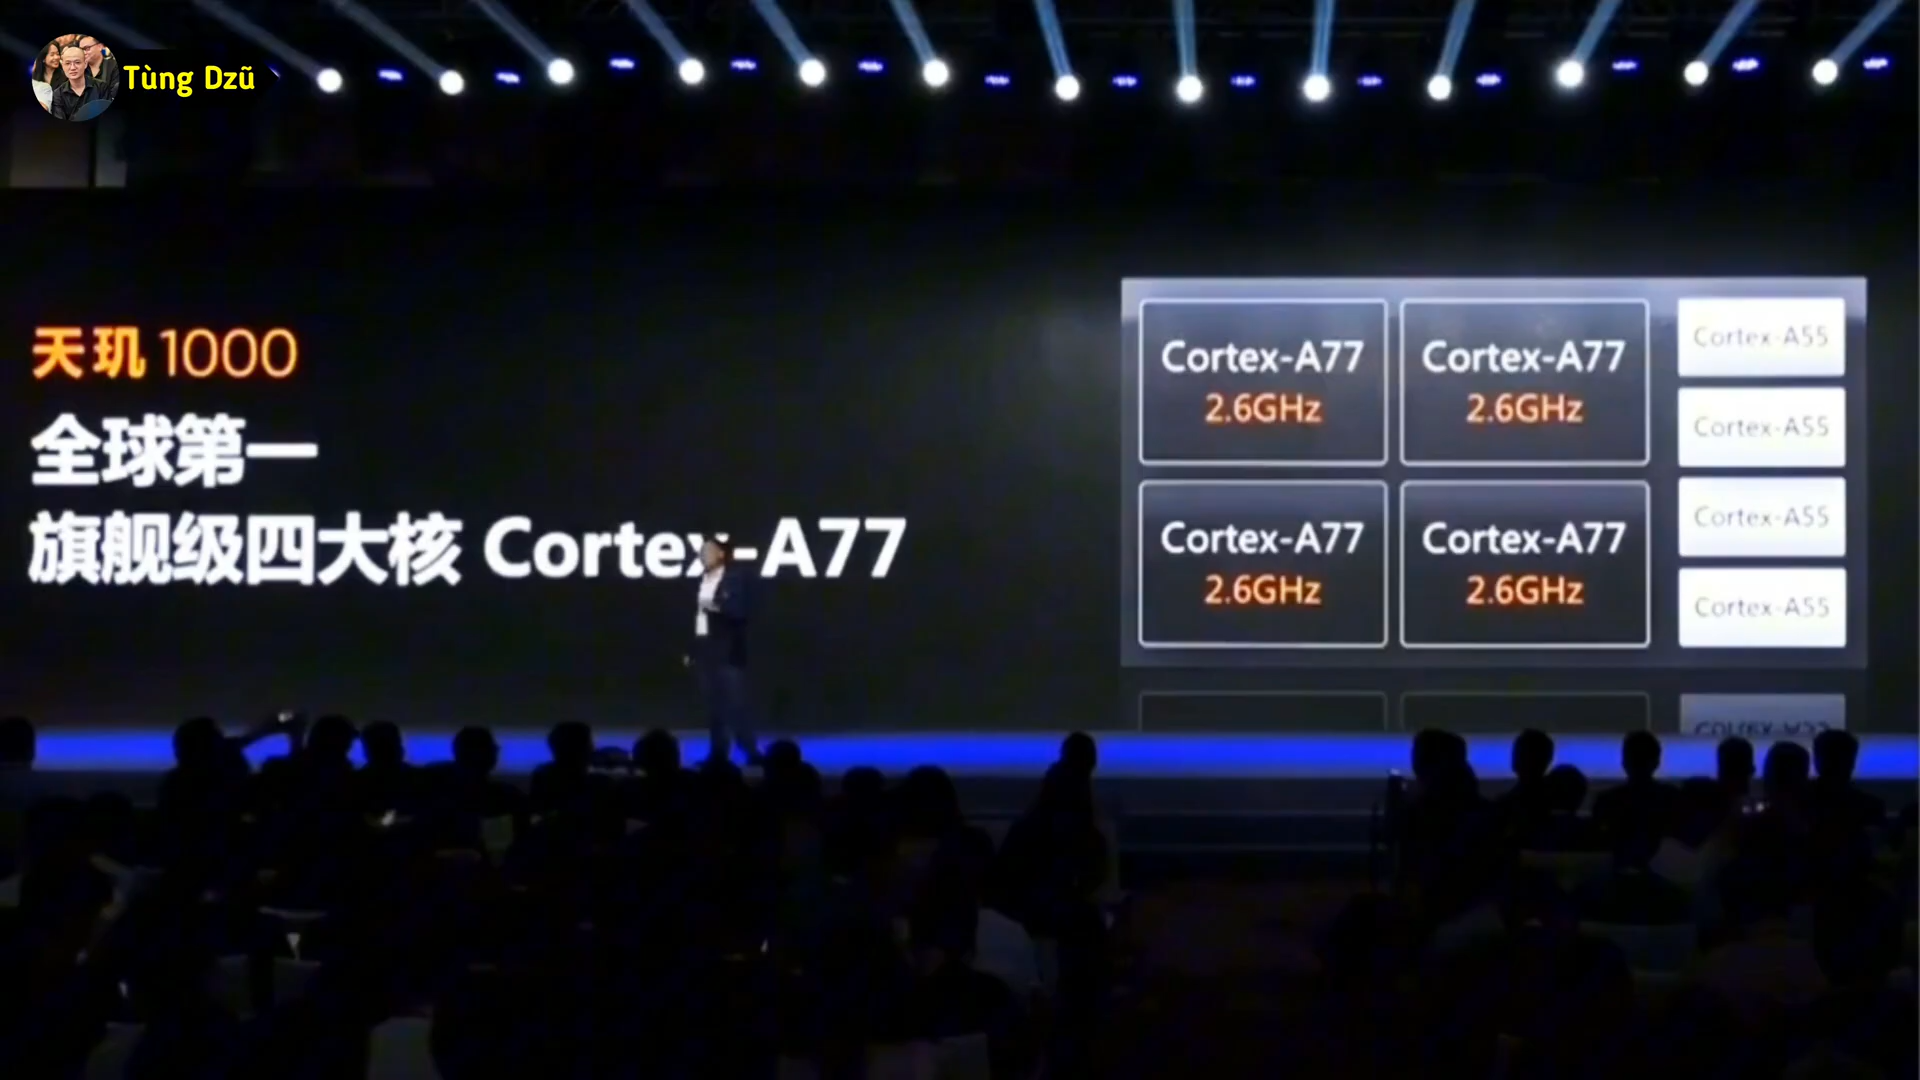 Tùng Dzũ
天玑 1000
全球第一
旗舰级四大核 Cortex-A77
Cortex-A77
2.6GHz
Cortex-A77
2.6GHz
Cortex-A77
2.6GHz
Cortex-A77
2.6GHz
Cortex-A55
Cortex-A55
Cortex-A55
Cortex-A55